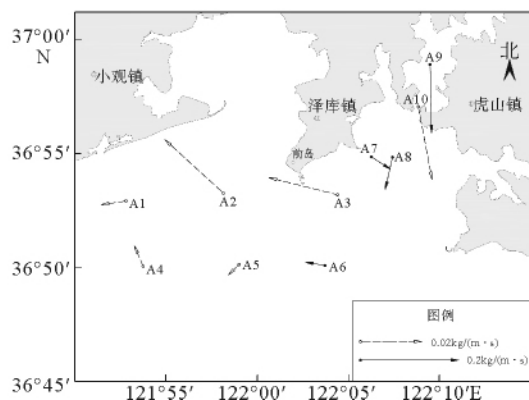 37°00′
N
36°55′
36°50′
36°45′
121°55′
122°00′
122°05′
122°10′
小观镇
泽库镇
前岛
虎山镇
北
A9
A10
A7
A8
A1
A2
A3
A4
A5
A6
图例
0.02kg/(m·s)
0.2kg/(m·s)